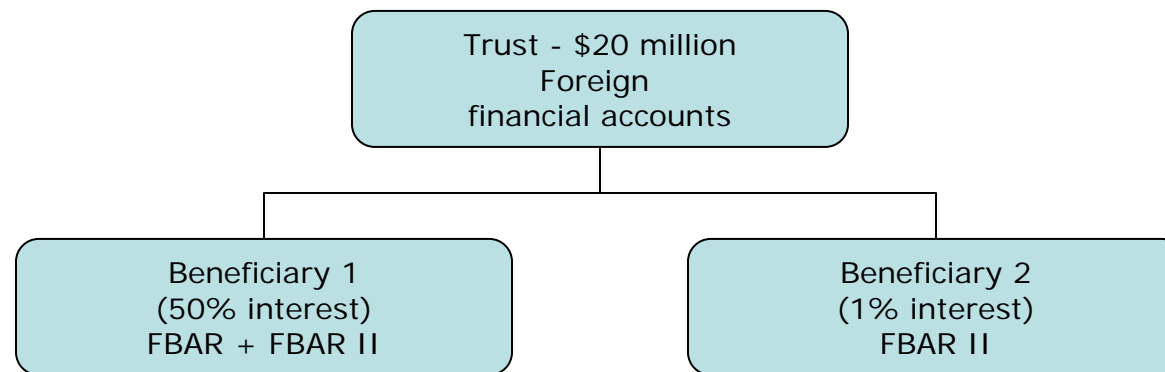 Trust - $20 million
Foreign
financial accounts
Beneficiary 1
(50% interest)
FBAR + FBAR II
Beneficiary 2
(1% interest)
FBAR II